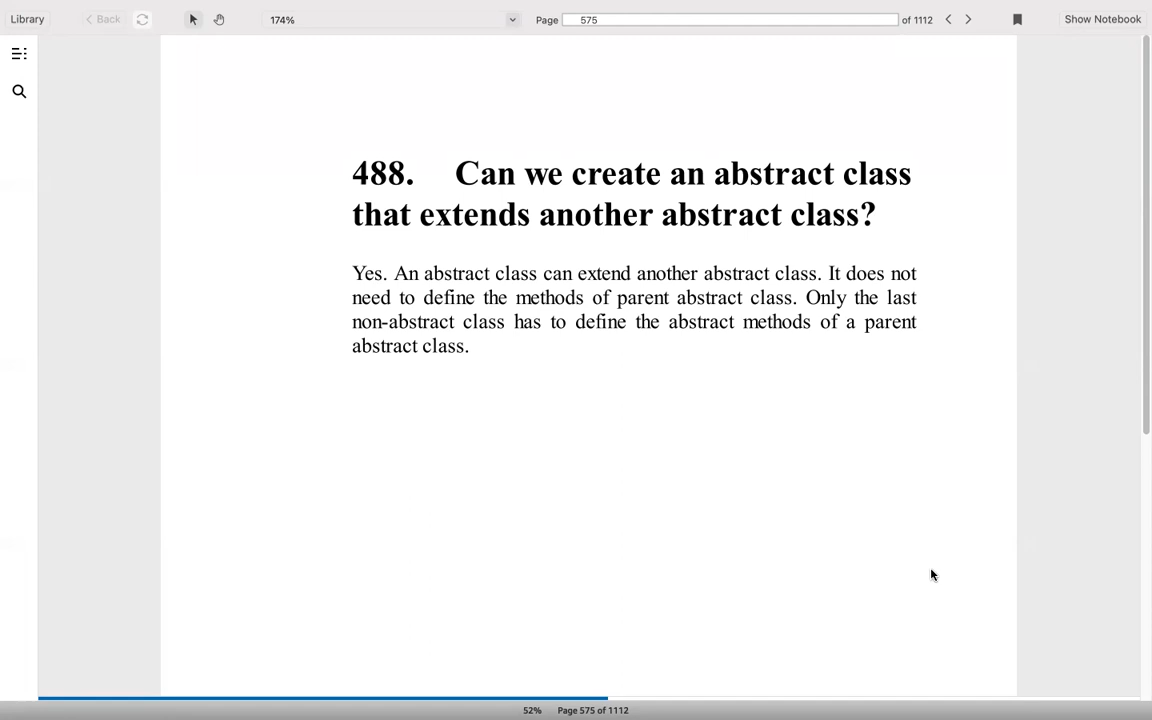 Library
Back
174%
Page 575 of 1112
Show Notebook
488. Can we create an abstract class
that extends another abstract class?
Yes. An abstract class can extend another abstract class. It does not
need to define the methods of parent abstract class. Only the last
non-abstract class has to define the abstract methods of a parent
abstract class.
52% Page 575 of 1112